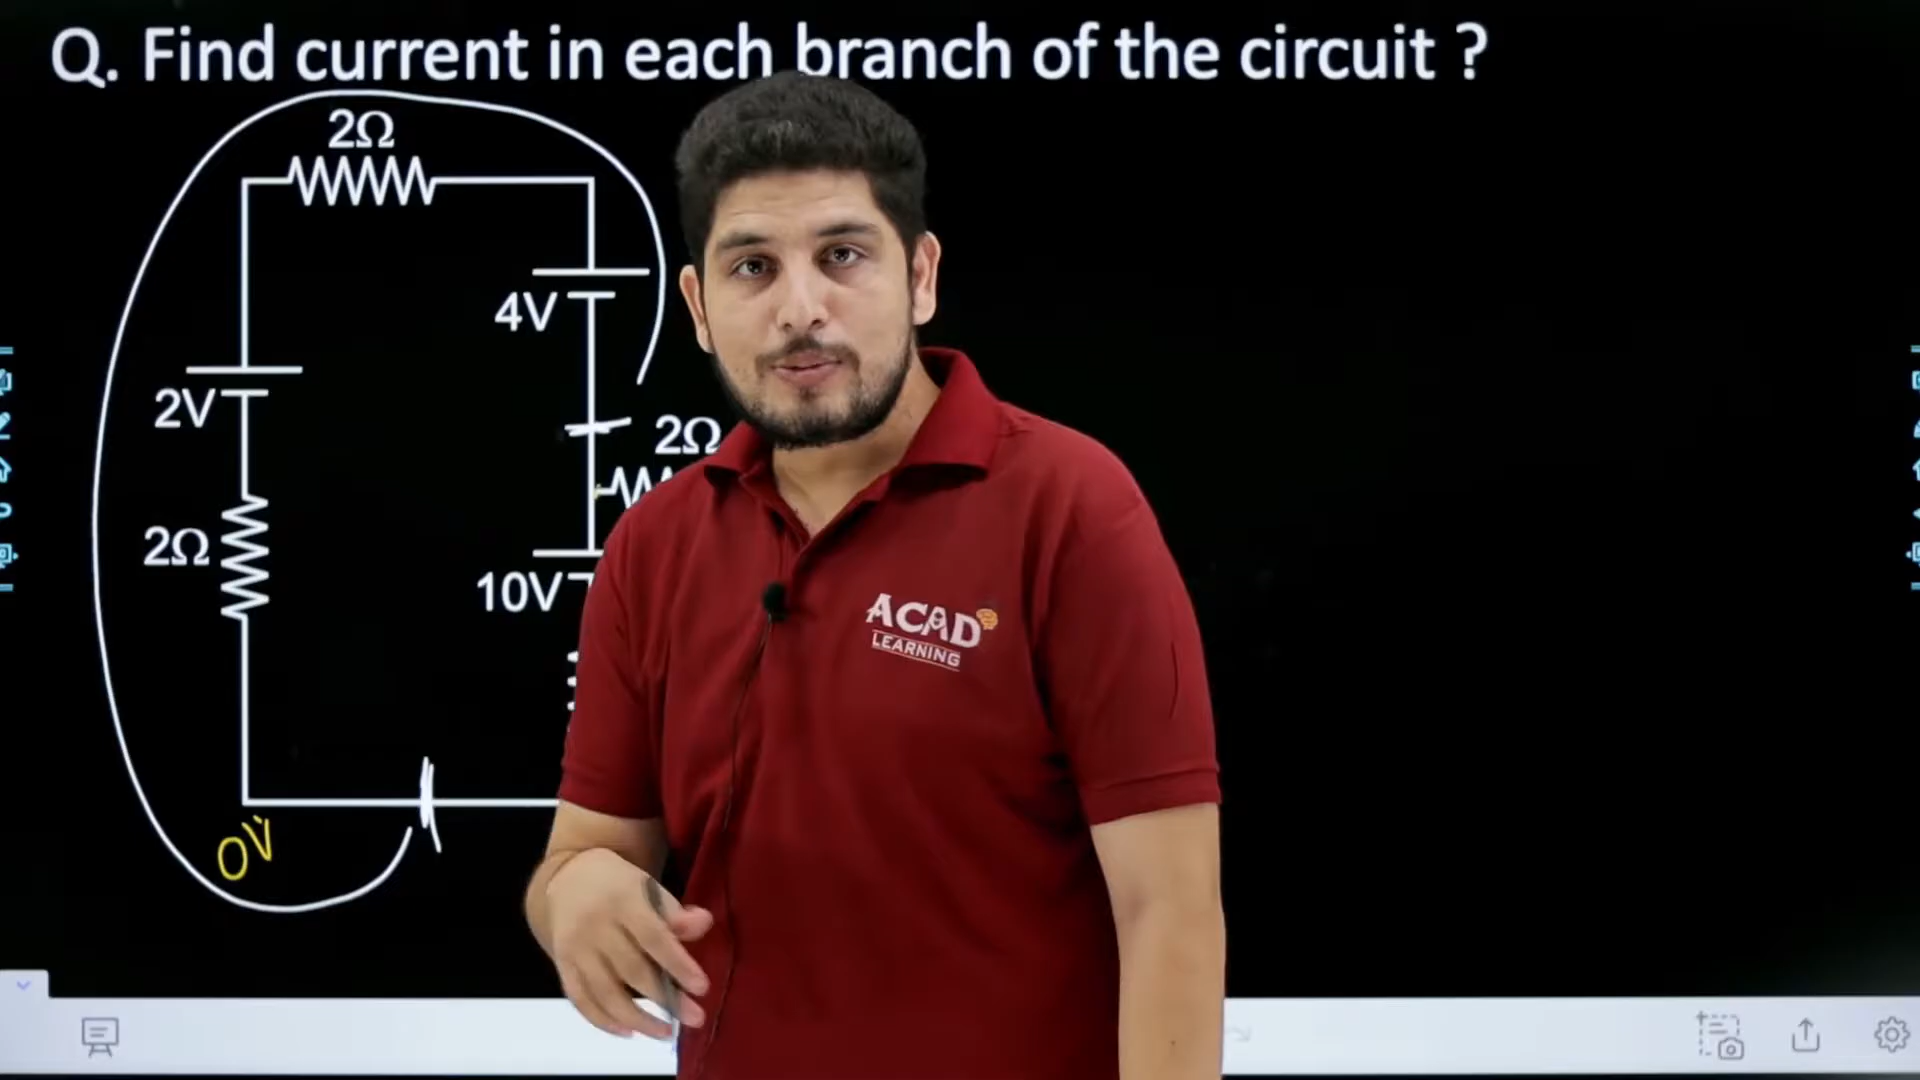 Q. Find current in each branch of the circuit ?
2Ω
4V
2V
2Ω
2Ω
10V
0V
ACAD
LEARNING